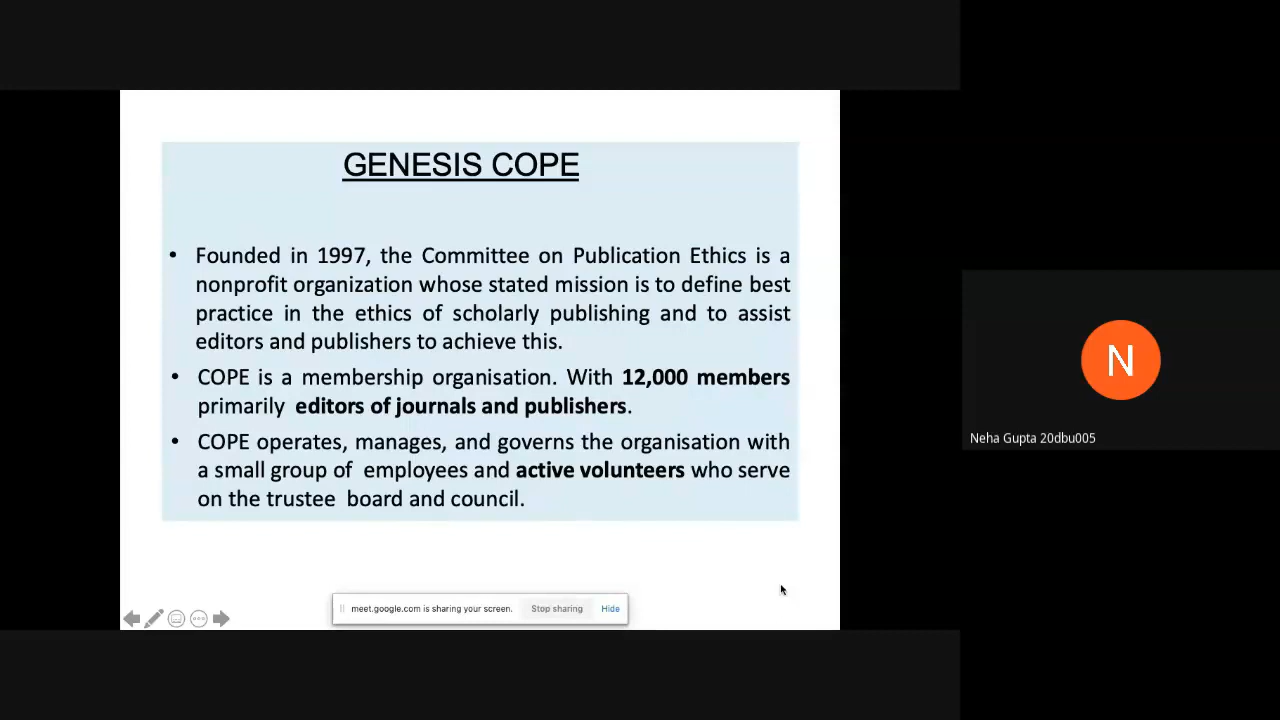 GENESIS COPE
• Founded in 1997, the Committee on Publication Ethics is a
nonprofit organization whose stated mission is to define best
practice in the ethics of scholarly publishing and to assist
editors and publishers to achieve this.
• COPE is a membership organisation. With 12,000 members
primarily editors of journals and publishers.
• COPE operates, manages, and governs the organisation with
a small group of employees and active volunteers who serve
on the trustee board and council.
meet.google.com is sharing your screen. Stop sharing Hide
N
Neha Gupta 20dbu005